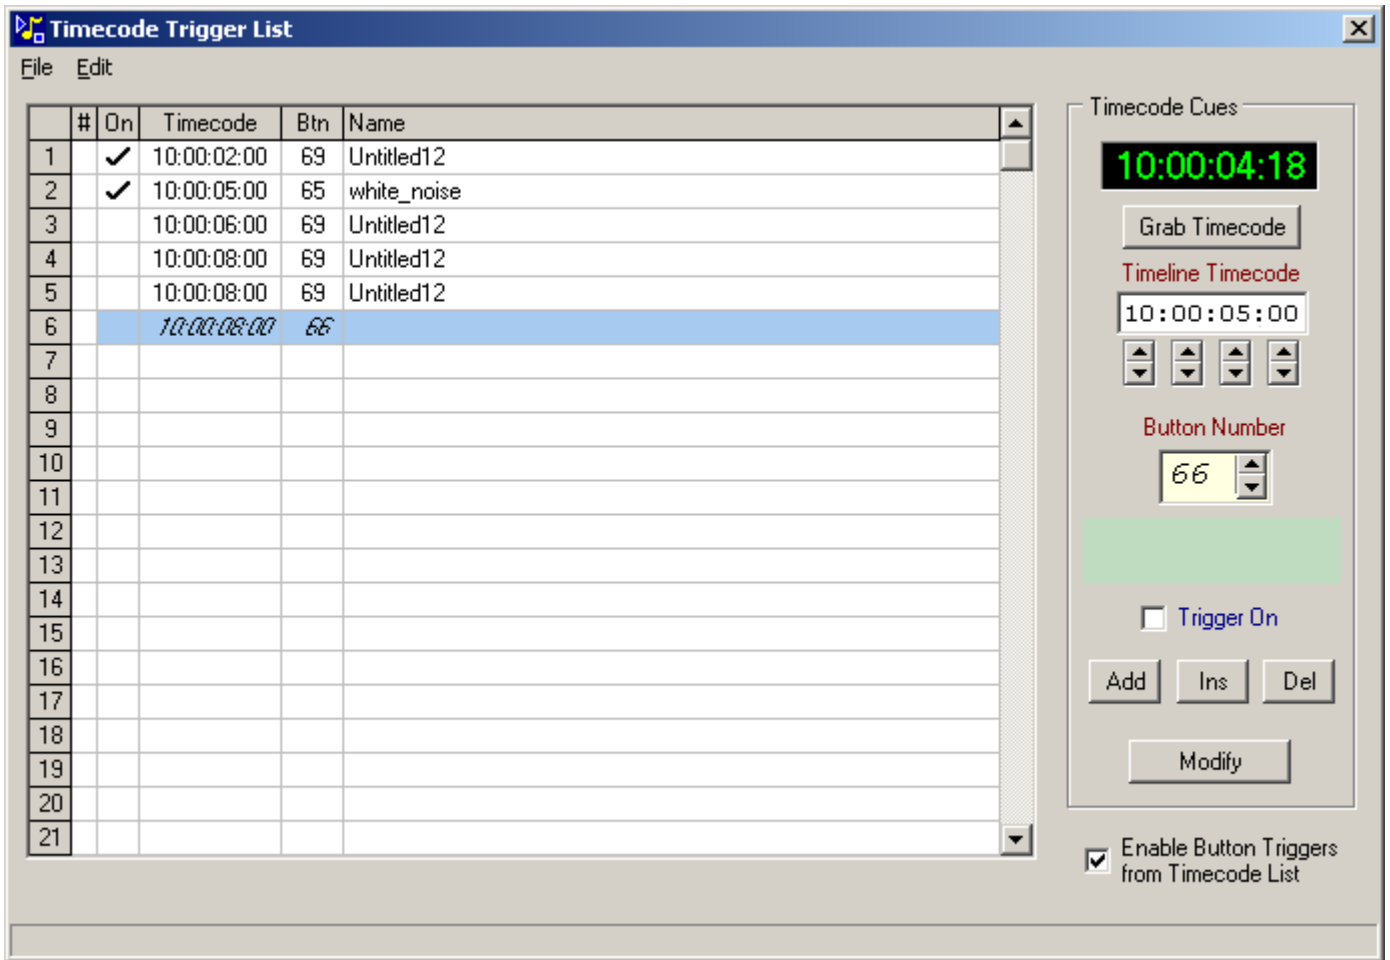 Timecode Trigger List
File Edit
# On Timecode Btn Name
1 10:00:02:00 69 Untitled12
2 10:00:05:00 65 white_noise
3 10:00:06:00 69 Untitled12
4 10:00:08:00 69 Untitled12
5 10:00:08:00 69 Untitled12
6 10:00:08:00 66
7
8
9
10
11
12
13
14
15
16
17
18
19
20
21
Timecode Cues
10:00:04:18
Grab Timecode
Timeline Timecode
10:00:05:00
Button Number
66
Trigger On
Add Ins Del
Modify
Enable Button Triggers
from Timecode List